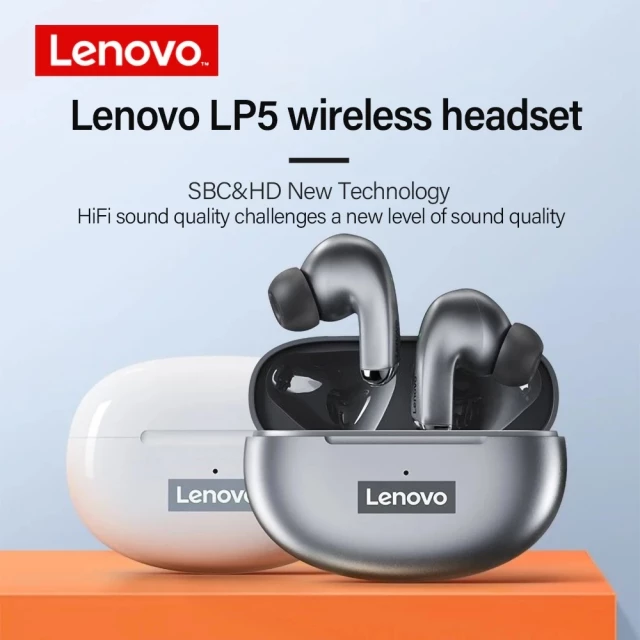 Lenovo
Lenovo LP5 wireless headset
SBC&HD New Technology
HiFi sound quality challenges a new level of sound quality
Lenovo
Lenovo
Lenovo